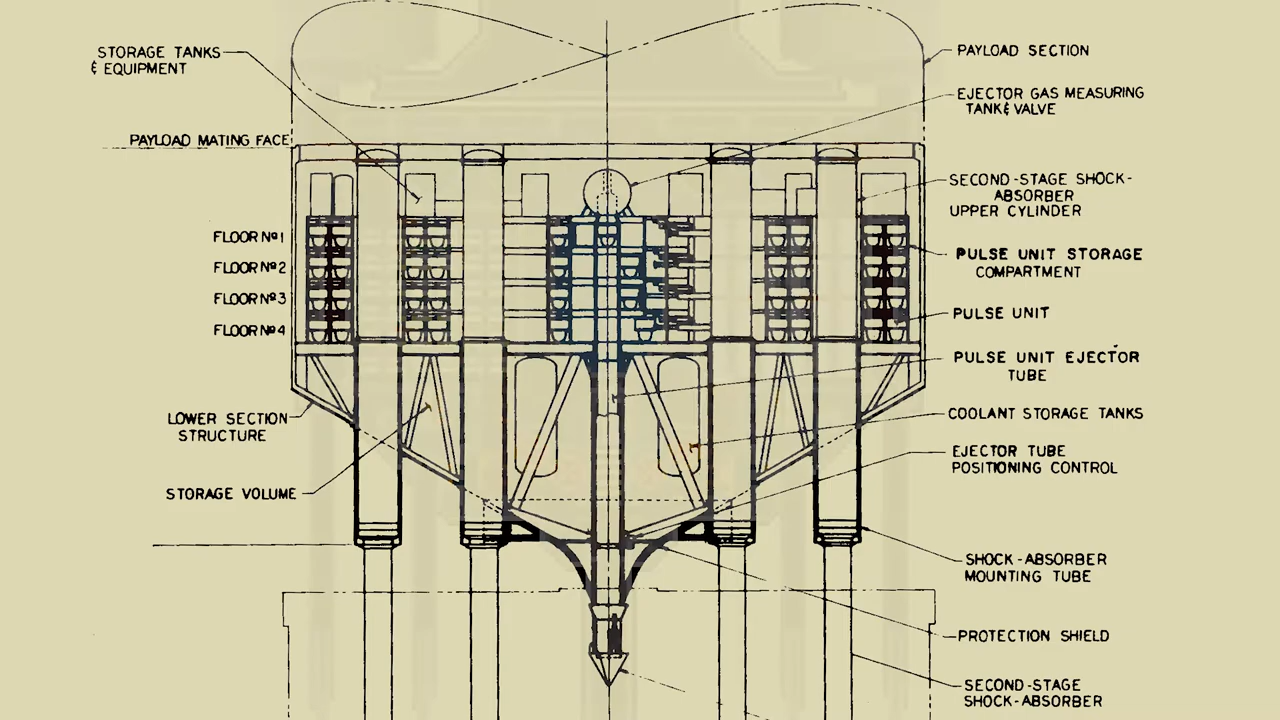 STORAGE TANKS
& EQUIPMENT
PAYLOAD MATING FACE
FLOOR Nº1
FLOOR Nº2
FLOOR Nº3
FLOOR Nº4
LOWER SECTION
STRUCTURE
STORAGE VOLUME
PAYLOAD SECTION
EJECTOR GAS MEASURING
TANK & VALVE
SECOND-STAGE SHOCK-
ABSORBER
UPPER CYLINDER
PULSE UNIT STORAGE
COMPARTMENT
PULSE UNIT
PULSE UNIT EJECTOR
TUBE
COOLANT STORAGE TANKS
EJECTOR TUBE
POSITIONING CONTROL
SHOCK-ABSORBER
MOUNTING TUBE
PROTECTION SHIELD
SECOND-STAGE
SHOCK-ABSORBER